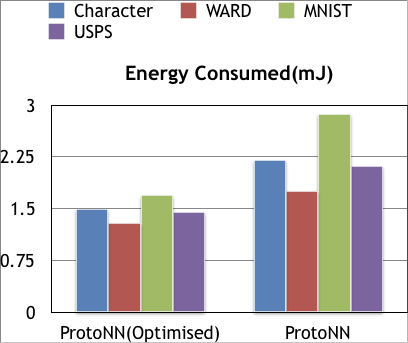 Character WARD MNIST
USPS
Energy Consumed(mJ)
3
2.25
1.5
0.75
0
ProtoNN(Optimised) ProtoNN